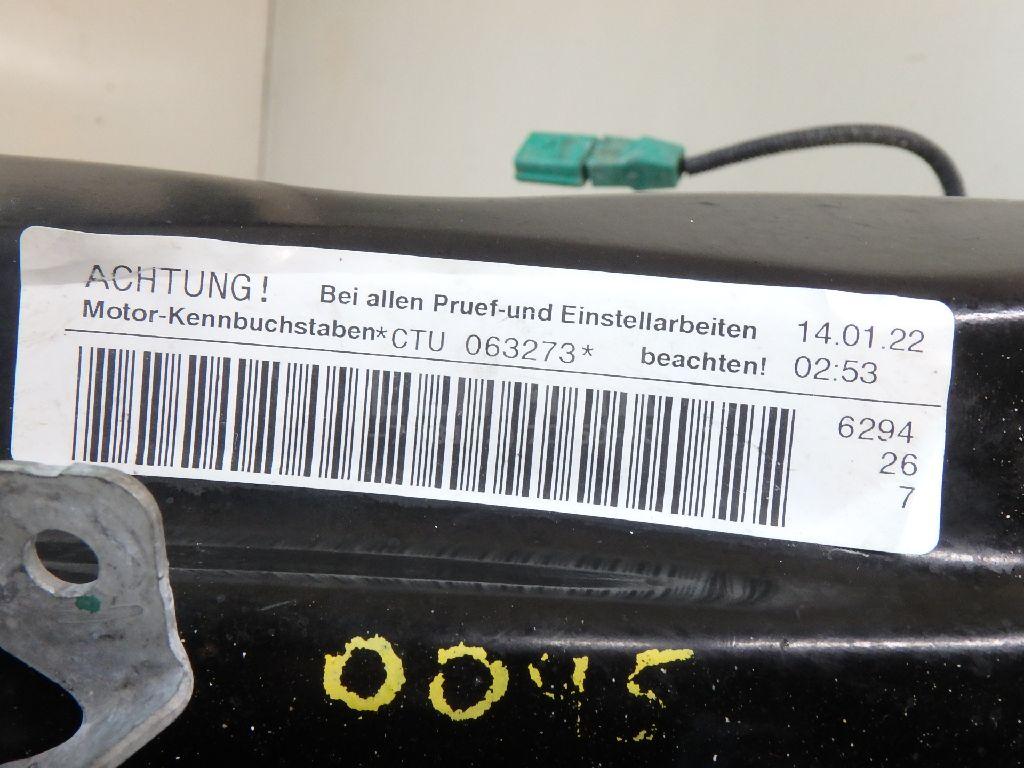 ACHTUNG! Bei allen Pruef-und Einstellarbeiten 14.01.22
Motor-Kennbuchstaben*CTU 063273* beachten! 02:53
6294
26
7
0045